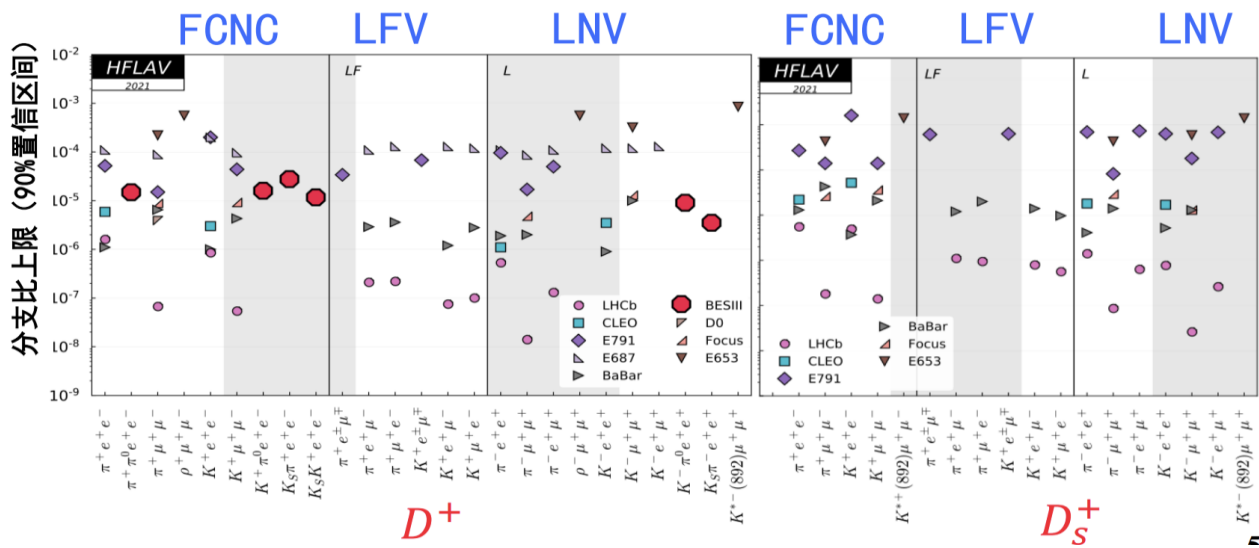 FCNC LFV LNV FCNC LFV LNV
分支比上限（90%置信区间）
10⁻²
10⁻³
10⁻⁴
10⁻⁵
10⁻⁶
10⁻⁷
10⁻⁸
10⁻⁹
HFLAV
2021
LF
L
LHCb
CLEO
E791
E687
BaBar
BESIII
D0
Focus
E653
π⁺e⁺e⁻
π⁺π⁰e⁺e⁻
π⁺μ⁺μ⁻
ρ⁺μ⁺μ⁻
K⁺e⁺e⁻
K⁺μ⁺μ⁻
K⁺π⁰e⁺e⁻
K_Sπ⁺e⁺e⁻
K_SK⁺e⁺e⁻
π⁺e±μ∓
π⁺e⁺μ⁻
π⁺μ⁺e⁻
K⁺e±μ∓
K⁺e⁺μ⁻
K⁺μ⁺e⁻
π⁻e⁺e⁺
π⁻μ⁺μ⁺
π⁻e⁺μ⁺
ρ⁻μ⁺μ⁺
K⁻e⁺e⁺
K⁻μ⁺μ⁺
K⁻e⁺μ⁺
K⁻π⁰e⁺e⁺
K_Sπ⁻e⁺e⁺
K*⁻(892)μ⁺μ⁺
D⁺
HFLAV
2021
LF
L
LHCb
CLEO
E791
BaBar
Focus
E653
π⁺e⁺e⁻
π⁺μ⁺μ⁻
K⁺e⁺e⁻
K⁺μ⁺μ⁻
K*⁺(892)μ⁺μ⁻
π⁺e±μ∓
π⁺e⁺μ⁻
π⁺μ⁺e⁻
K⁺e±μ∓
K⁺e⁺μ⁻
K⁺μ⁺e⁻
π⁻e⁺e⁺
π⁻μ⁺μ⁺
π⁻e⁺μ⁺
K⁻e⁺e⁺
K⁻μ⁺μ⁺
K⁻e⁺μ⁺
K*⁻(892)μ⁺μ⁺
D_s⁺